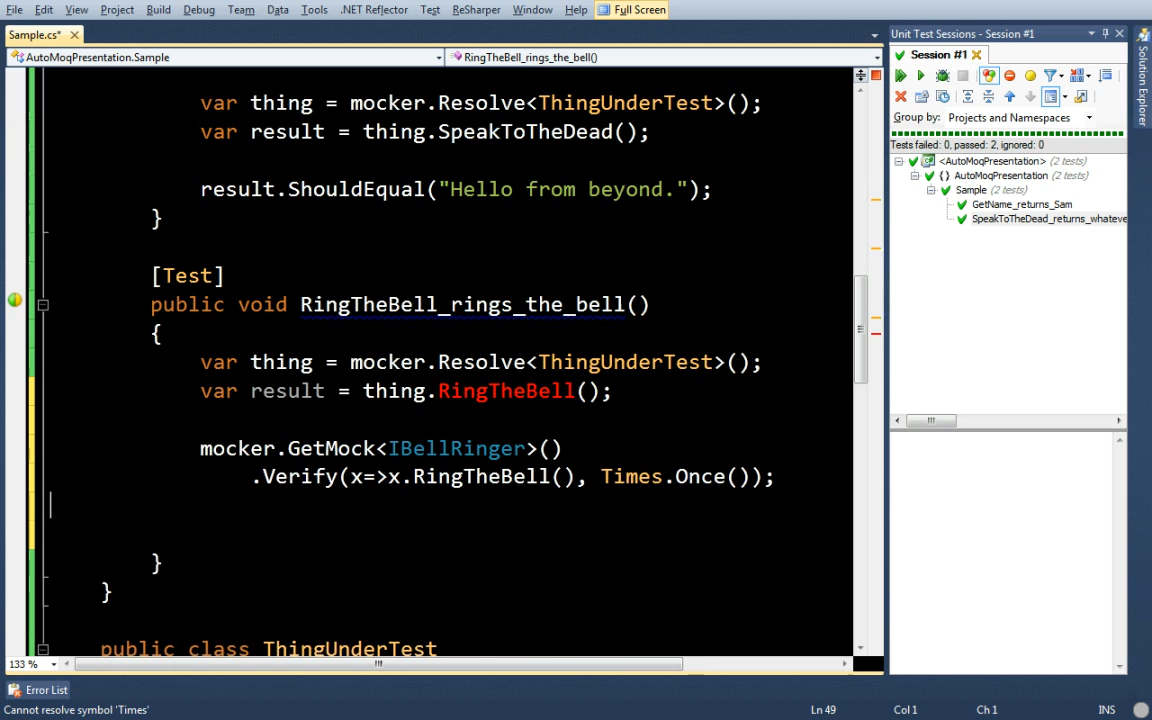 File Edit View Project Build Debug Team Data Tools .NET Reflector Test ReSharper Window Help Full Screen
Sample.cs*
Unit Test Sessions - Session #1
AutoMoqPresentation.Sample
RingTheBell_rings_the_bell()
Session #1
Solution Explorer
var thing = mocker.Resolve<ThingUnderTest>();
var result = thing.SpeakToTheDead();
result.ShouldEqual("Hello from beyond.");
}
[Test]
public void RingTheBell_rings_the_bell()
{
var thing = mocker.Resolve<ThingUnderTest>();
var result = thing.RingTheBell();
mocker.GetMock<IBellRinger>()
.Verify(x=>x.RingTheBell(), Times.Once());
}
}
public class ThingUnderTest
Group by: Projects and Namespaces
Tests failed: 0, passed: 2, ignored: 0
<AutoMoqPresentation> (2 tests)
{} AutoMoqPresentation (2 tests)
Sample (2 tests)
GetName_returns_Sam
SpeakToTheDead_returns_whateve
133 %
Error List
Cannot resolve symbol 'Times'
Ln 49 Col 1 Ch 1 INS